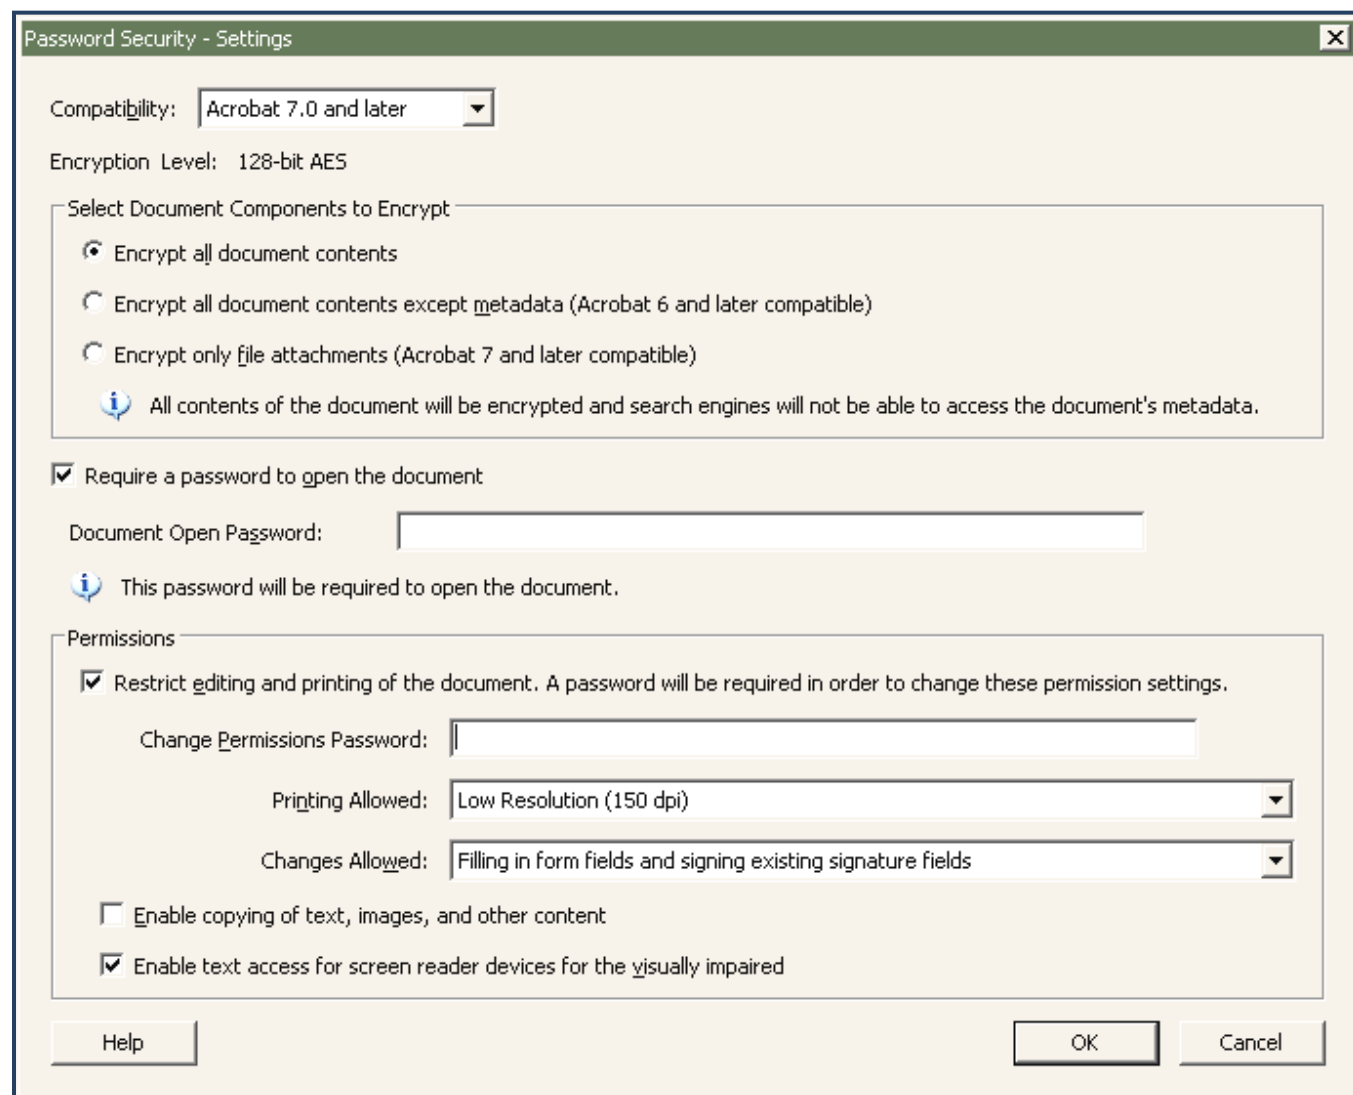 Password Security - Settings
Compatibility: Acrobat 7.0 and later
Encryption Level: 128-bit AES
Select Document Components to Encrypt
Encrypt all document contents
Encrypt all document contents except metadata (Acrobat 6 and later compatible)
Encrypt only file attachments (Acrobat 7 and later compatible)
All contents of the document will be encrypted and search engines will not be able to access the document's metadata.
Require a password to open the document
Document Open Password:
This password will be required to open the document.
Permissions
Restrict editing and printing of the document. A password will be required in order to change these permission settings.
Change Permissions Password:
Printing Allowed: Low Resolution (150 dpi)
Changes Allowed: Filling in form fields and signing existing signature fields
Enable copying of text, images, and other content
Enable text access for screen reader devices for the visually impaired
Help OK Cancel